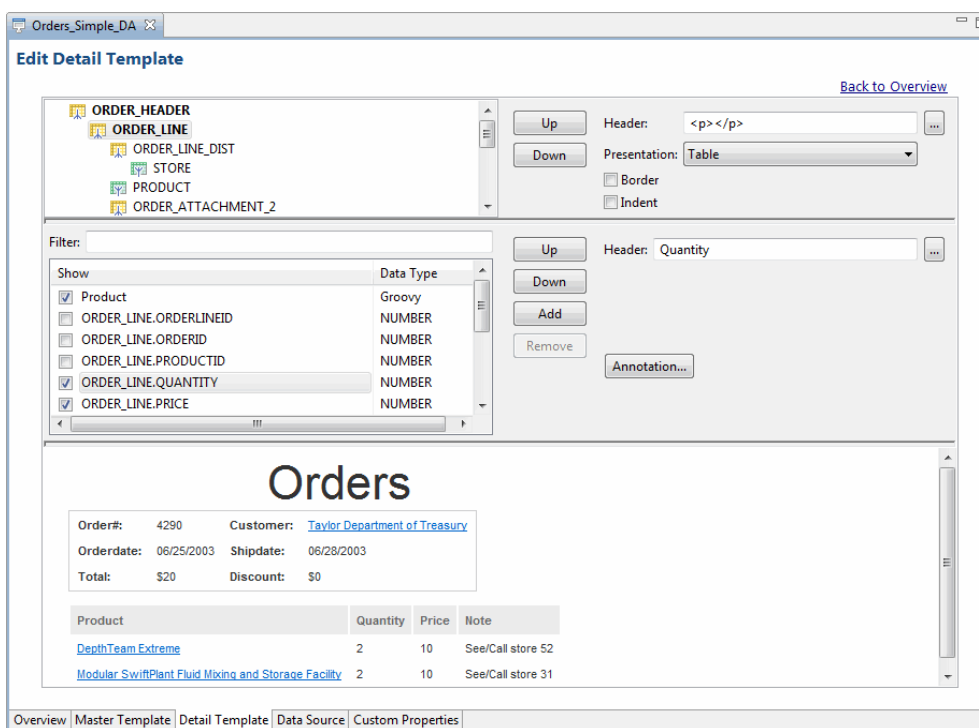 Orders_Simple_DA
Edit Detail Template
Back to Overview
ORDER_HEADER
ORDER_LINE
ORDER_LINE_DIST
STORE
PRODUCT
ORDER_ATTACHMENT_2
Up
Down
Header: <p></p> ...
Presentation: Table
Border
Indent
Filter:
Show Data Type
Product Groovy
ORDER_LINE.ORDERLINEID NUMBER
ORDER_LINE.ORDERID NUMBER
ORDER_LINE.PRODUCTID NUMBER
ORDER_LINE.QUANTITY NUMBER
ORDER_LINE.PRICE NUMBER
Up
Down
Add
Remove
Header: Quantity ...
Annotation...
Orders
Order#: 4290 Customer: Taylor Department of Treasury
Orderdate: 06/25/2003 Shipdate: 06/28/2003
Total: $20 Discount: $0
Product Quantity Price Note
DepthTeam Extreme 2 10 See/Call store 52
Modular SwiftPlant Fluid Mixing and Storage Facility 2 10 See/Call store 31
Overview Master Template Detail Template Data Source Custom Properties